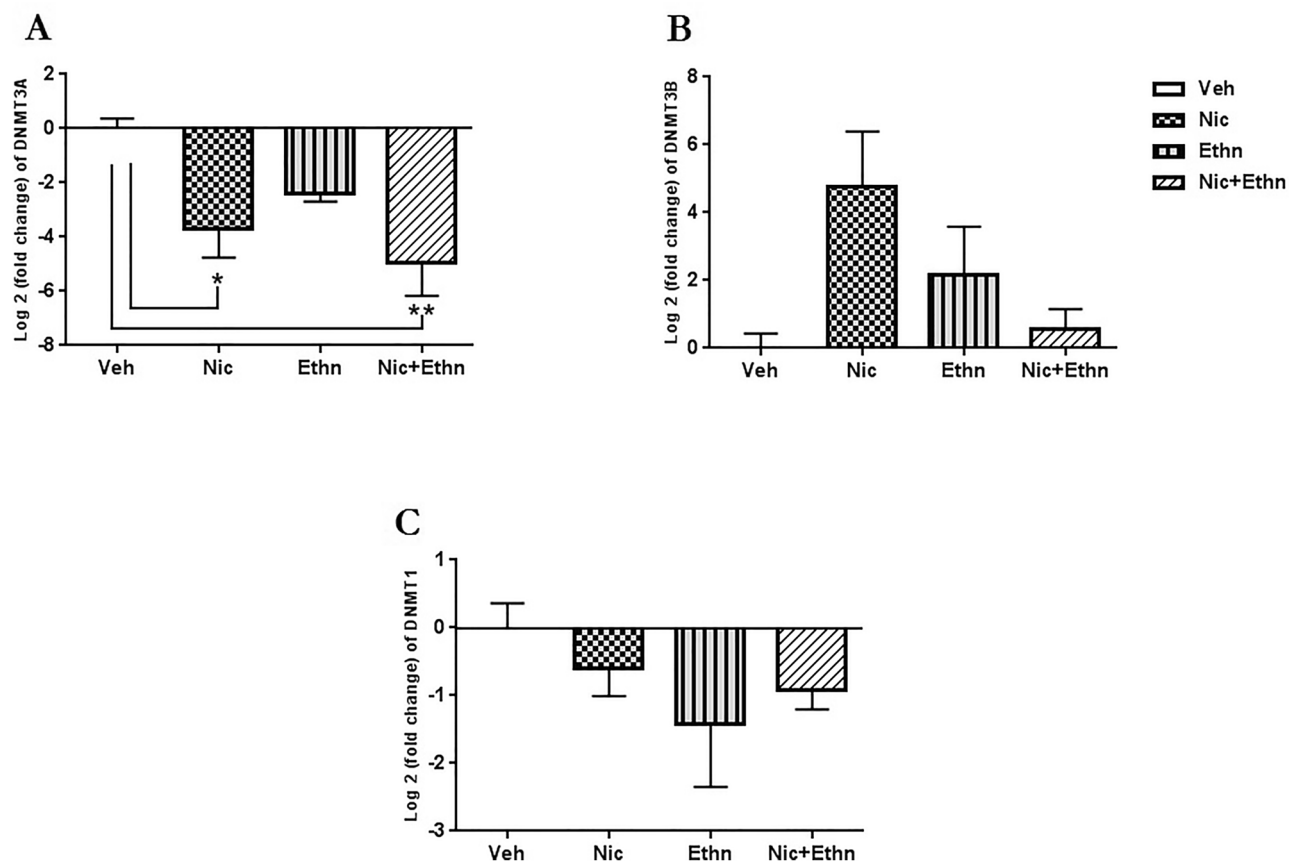 A
Log 2 (fold change) of DNMT3A
2
0
-2
-4
-6
-8
*
**
Veh Nic Ethn Nic+Ethn
B
Log 2 (fold change) of DNMT3B
8
6
4
2
0
Veh Nic Ethn Nic+Ethn
Veh
Nic
Ethn
Nic+Ethn
C
Log 2 (fold change) of DNMT1
1
0
-1
-2
-3
Veh Nic Ethn Nic+Ethn